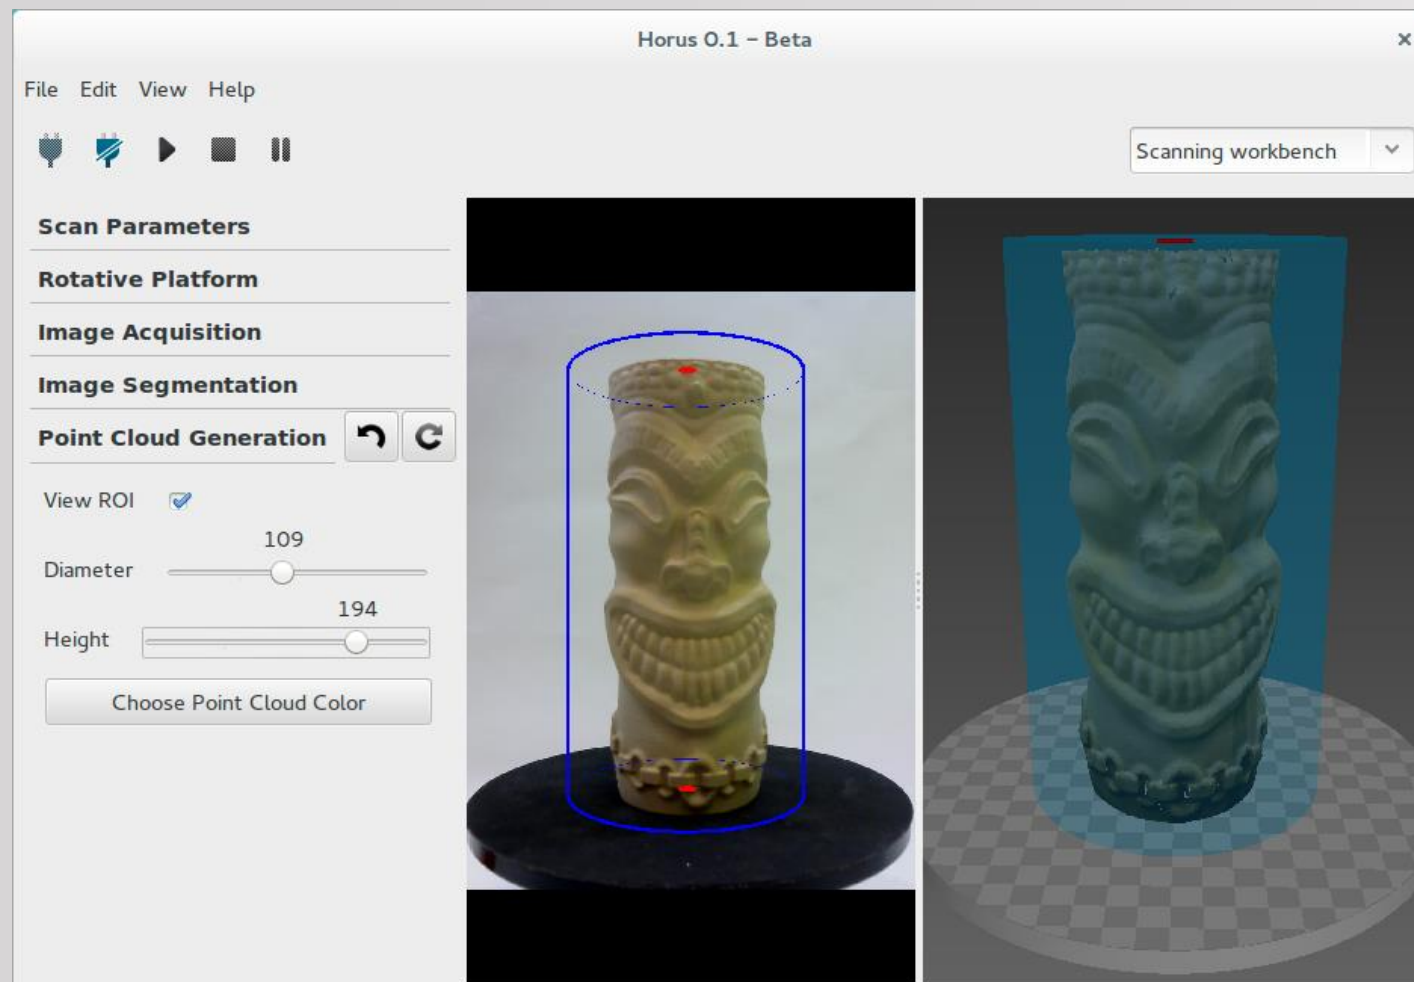 Horus 0.1 – Beta
File Edit View Help
Scanning workbench
Scan Parameters
Rotative Platform
Image Acquisition
Image Segmentation
Point Cloud Generation
View ROI
109
Diameter
194
Height
Choose Point Cloud Color